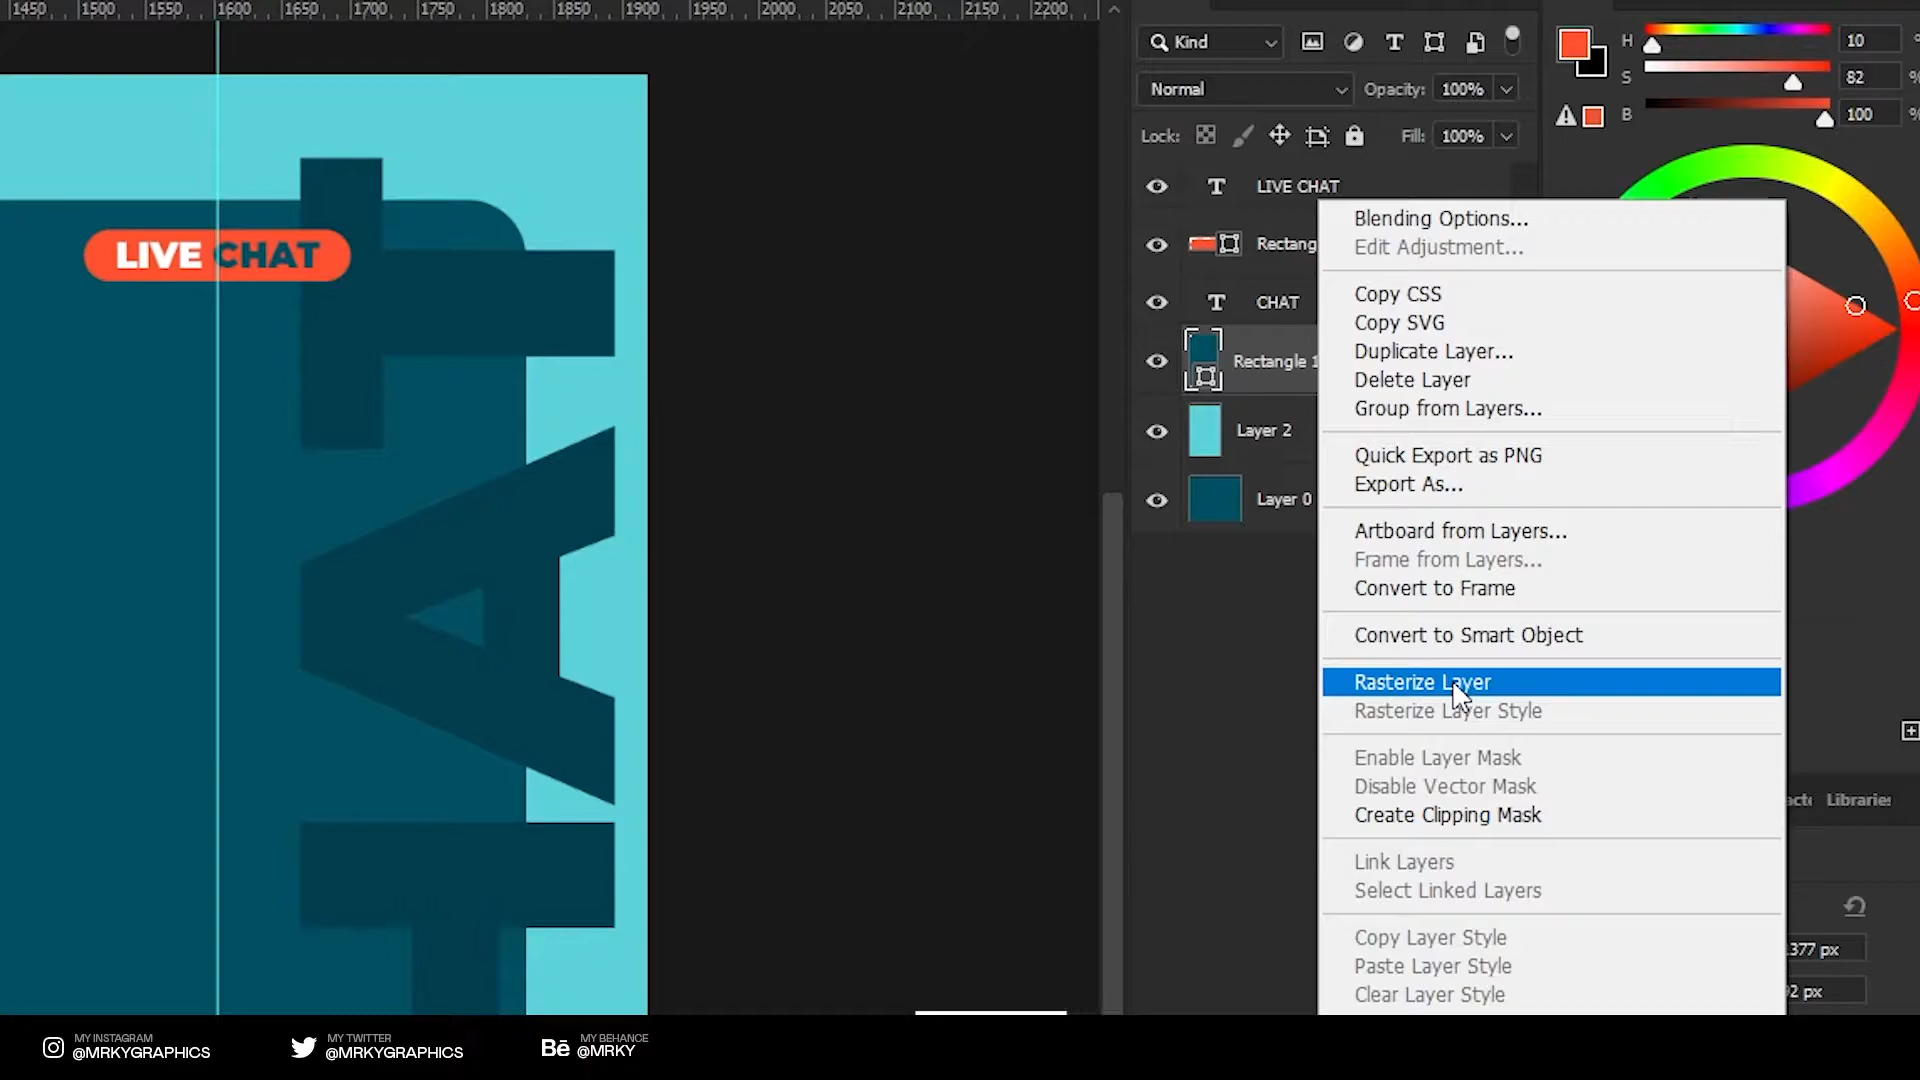 1450 1500 1550 1600 1650 1700 1750 1800 1850 1900 1950 2000 2050 2100 2150 2200
Kind
Normal
Opacity: 100%
Lock:
Fill: 100%
LIVE CHAT
Rectang
CHAT
Rectangle 1
Layer 2
Layer 0
H 10 °
S 82 %
B 100 %
LIVE CHAT
HAT
Blending Options...
Edit Adjustment...
Copy CSS
Copy SVG
Duplicate Layer...
Delete Layer
Group from Layers...
Quick Export as PNG
Export As...
Artboard from Layers...
Frame from Layers...
Convert to Frame
Convert to Smart Object
Rasterize Layer
Rasterize Layer Style
Enable Layer Mask
Disable Vector Mask
Create Clipping Mask
Link Layers
Select Linked Layers
Copy Layer Style
Paste Layer Style
Clear Layer Style
Libraries
377 px
2 px
MY INSTAGRAM
@MRKYGRAPHICS
MY TWITTER
@MRKYGRAPHICS
Bē
MY BEHANCE
@MRKY